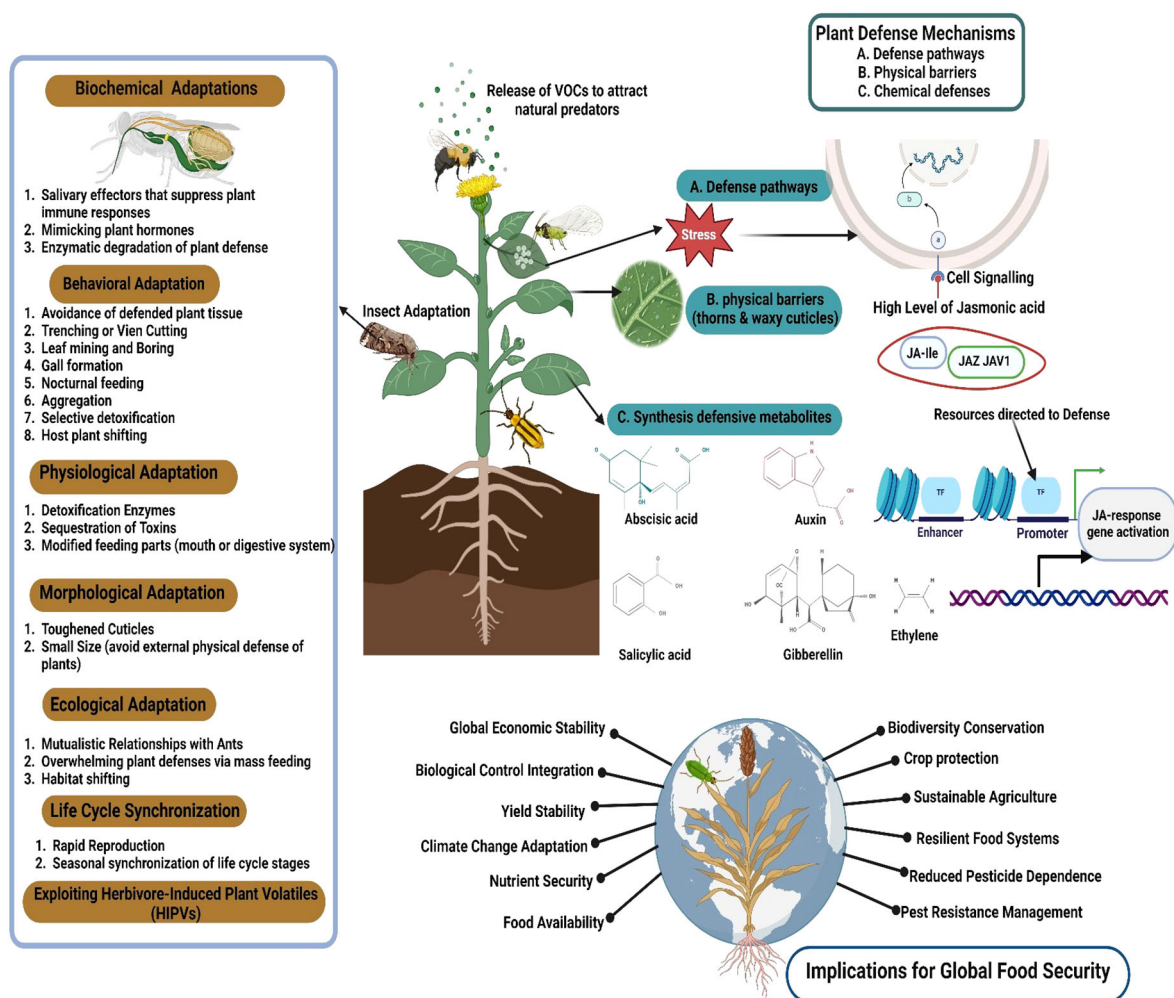 Biochemical Adaptations
1. Salivary effectors that suppress plant
immune responses
2. Mimicking plant hormones
3. Enzymatic degradation of plant defense
Behavioral Adaptation
1. Avoidance of defended plant tissue
2. Trenching or Vien Cutting
3. Leaf mining and Boring
4. Gall formation
5. Nocturnal feeding
6. Aggregation
7. Selective detoxification
8. Host plant shifting
Physiological Adaptation
1. Detoxification Enzymes
2. Sequestration of Toxins
3. Modified feeding parts (mouth or digestive system)
Morphological Adaptation
1. Toughened Cuticles
2. Small Size (avoid external physical defense of
plants)
Ecological Adaptation
1. Mutualistic Relationships with Ants
2. Overwhelming plant defenses via mass feeding
3. Habitat shifting
Life Cycle Synchronization
1. Rapid Reproduction
2. Seasonal synchronization of life cycle stages
Exploiting Herbivore-Induced Plant Volatiles
(HIPVs)
Release of VOCs to attract
natural predators
Insect Adaptation
Plant Defense Mechanisms
A. Defense pathways
B. Physical barriers
C. Chemical defenses
A. Defense pathways
Stress
B. physical barriers
(thorns & waxy cuticles)
C. Synthesis defensive metabolites
b
a
Cell Signalling
High Level of Jasmonic acid
JA-Ile
JAZ JAV1
Resources directed to Defense
TF
TF
Enhancer
Promoter
JA-response
gene activation
O
O
OH
OH
Abscisic acid
H
N
OH
O
Auxin
O
OH
OH
Salicylic acid
O
H
OC
HO
H
OH
HO
O
Gibberellin
H
H
H
H
Ethylene
Global Economic Stability
Biological Control Integration
Yield Stability
Climate Change Adaptation
Nutrient Security
Food Availability
Biodiversity Conservation
Crop protection
Sustainable Agriculture
Resilient Food Systems
Reduced Pesticide Dependence
Pest Resistance Management
Implications for Global Food Security